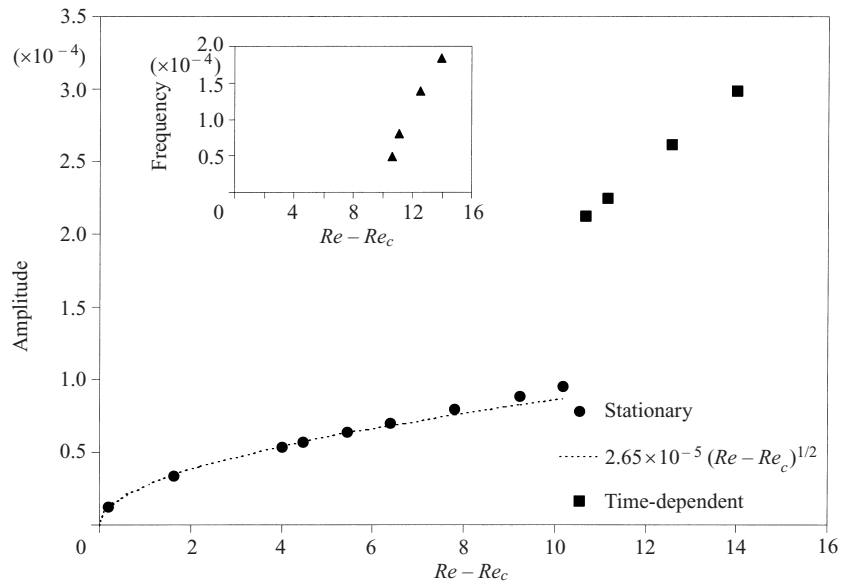 3.5
(×10⁻⁴)
3.0
2.5
2.0
1.5
1.0
0.5
0
Amplitude
2 4 6 8 10 12 14 16
Re – Re_c
2.0
(×10⁻⁴)
1.5
1.0
0.5
0
Frequency
4 8 12 16
Re – Re_c
Stationary
2.65×10⁻⁵ (Re – Re_c)^1/2
Time-dependent